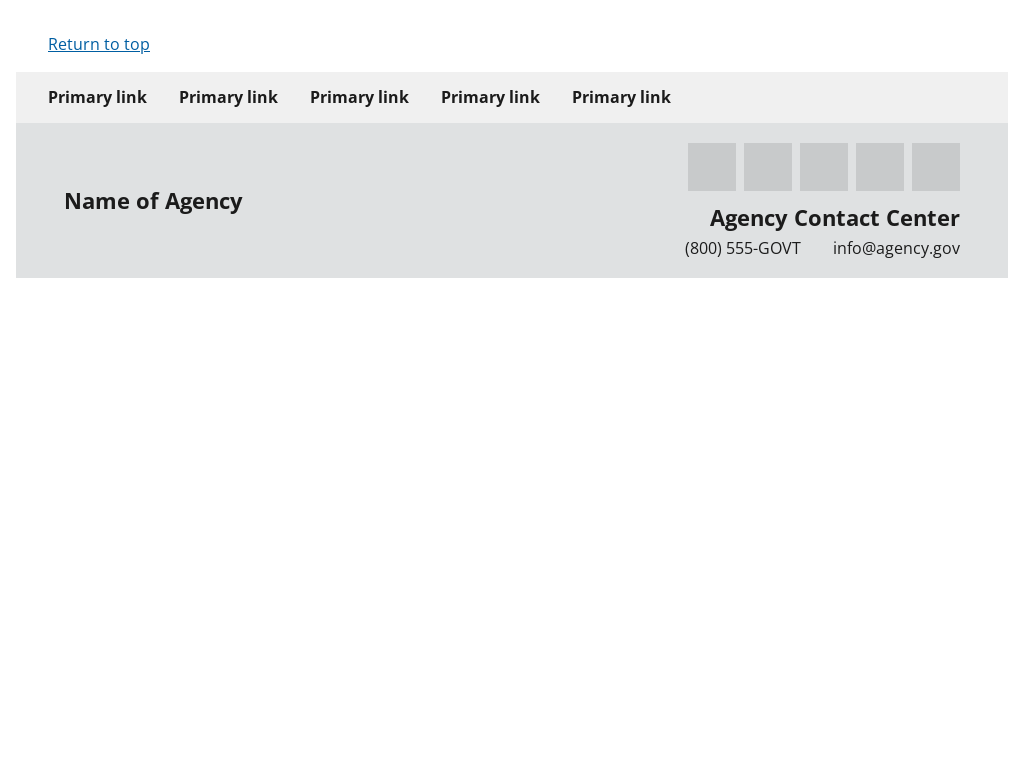 Return to top
Primary link Primary link Primary link Primary link Primary link
Name of Agency
Agency Contact Center
(800) 555-GOVT info@agency.gov